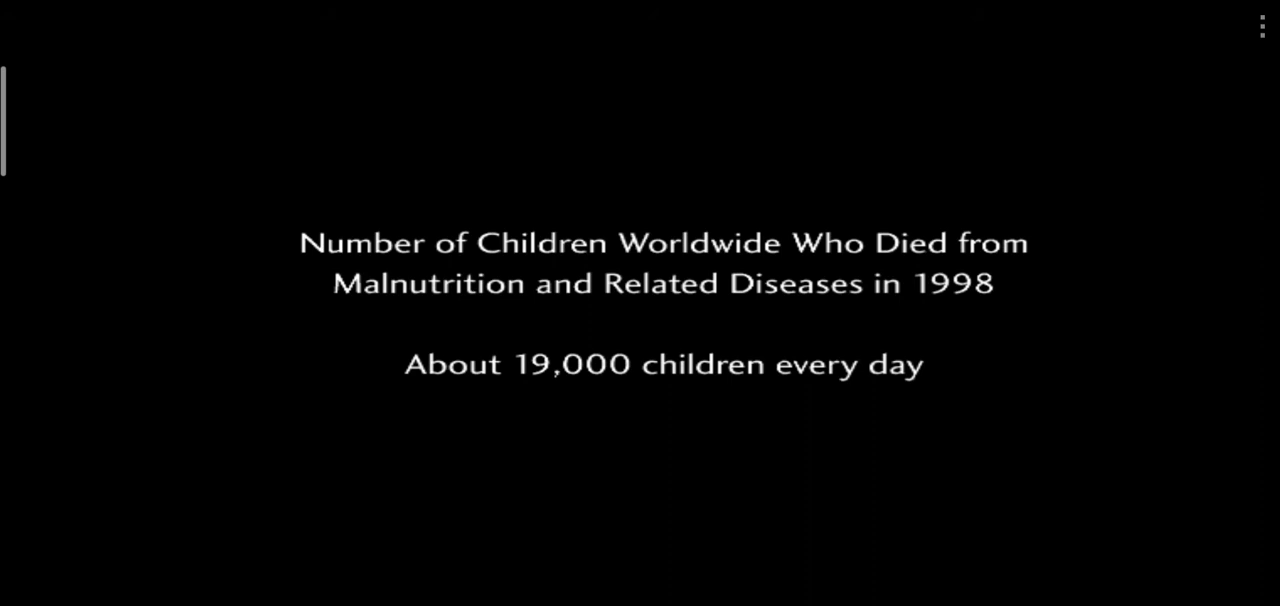 Number of Children Worldwide Who Died from
Malnutrition and Related Diseases in 1998
About 19,000 children every day